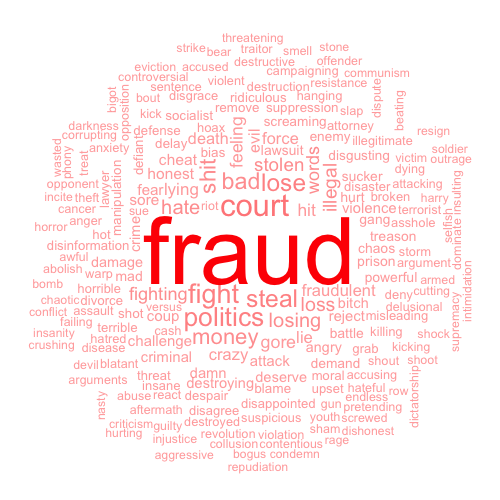 threatening
strike bear traitor smell stone
eviction accused destructive offender
controversial violent campaigning communism
sentence destruction resistance
bigot bout disgrace ridiculous hanging dispute
opposition kick socialist remove suppression slap beating
darkness hoax feeling evil screaming attorney resign
corrupting defense death force enemy illegitimate
wasted phony treat anxiety defiant delay bias lawsuit words disgusting victim soldier outrage
cheat shit stolen dying
opponent lawyer manipulation honest bad lose illegal sucker attacking
incite theft fearlying disaster
cancer sore hate riot court hit hurt broken harry selfish dominate insulting
anger sue crime violence terrorist
horror hot gang treason
disinformation fraud chaos storm
awful damage prison argument
abolish warp mad powerful armed
bomb horrible fighting fight steal fraudulent deny cutting
chaotic divorce loss bitch delusional supremacy intimidation
conflict assault shot versus coup politics losing reject misleading
failing cash money lie battle killing shock
insanity terrible challenge gore
crushing hatred disease crazy angry grab kicking
criminal attack demand shout shoot
devil blatant damn deserve moral accusing
arguments threat insane destroying blame upset hateful row dictatorship
nasty abuse react despair disappointed gun endless
aftermath disagree pretending
criticism guilty destroyed suspicious youth screwed
hurting injustice revolution violation sham dishonest
collusion contentious rage
aggressive bogus condemn
repudiation
asshole